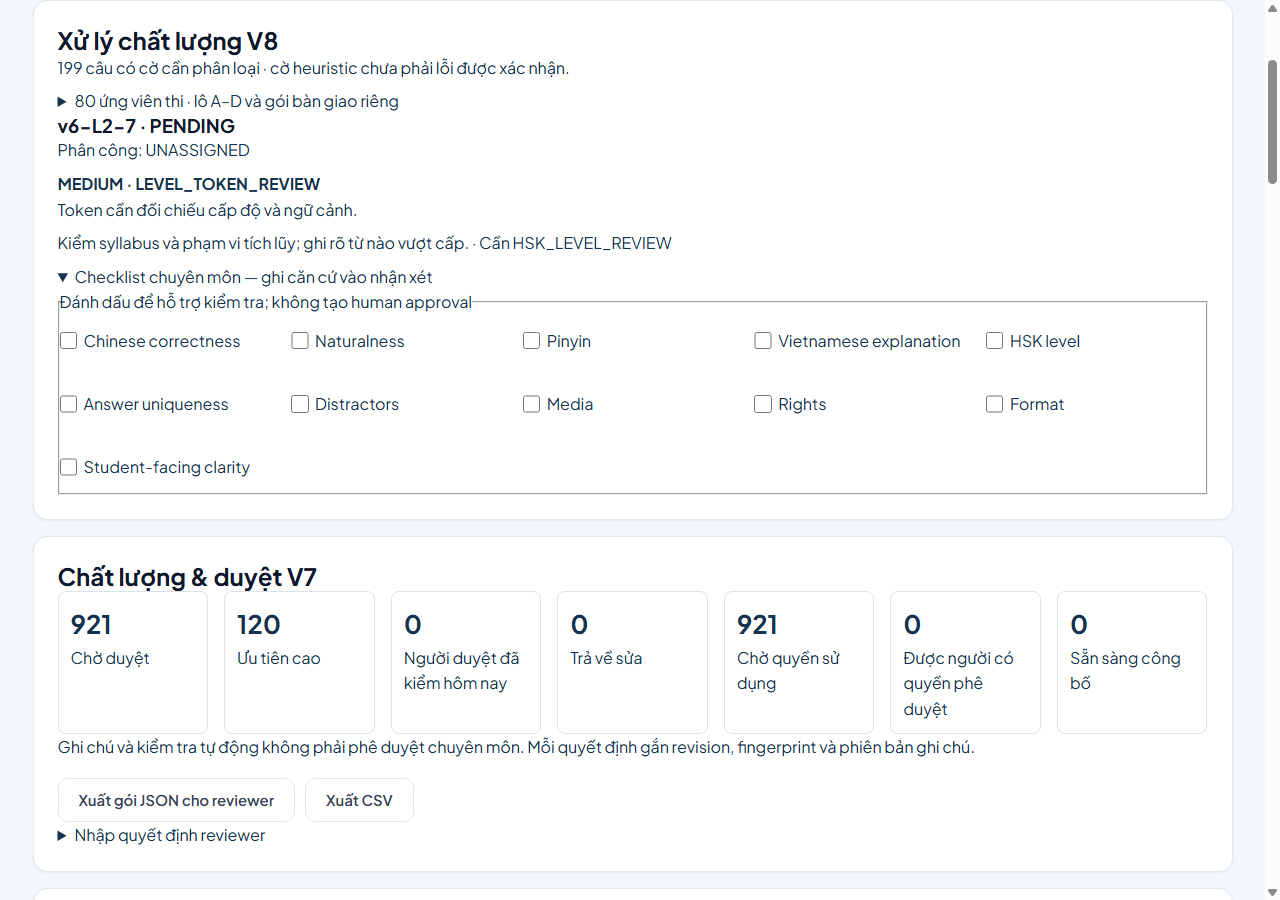 Xử lý chất lượng V8
199 câu có cờ cần phân loại · cờ heuristic chưa phải lỗi được xác nhận.
80 ứng viên thi · lô A–D và gói bàn giao riêng
v6-L2-7 · PENDING
Phân công: UNASSIGNED
MEDIUM · LEVEL_TOKEN_REVIEW
Token cần đối chiếu cấp độ và ngữ cảnh.
Kiểm syllabus và phạm vi tích lũy; ghi rõ từ nào vượt cấp. · Cần HSK_LEVEL_REVIEW
Checklist chuyên môn — ghi căn cứ vào nhận xét
Đánh dấu để hỗ trợ kiểm tra; không tạo human approval
Chinese correctness Naturalness Pinyin Vietnamese explanation HSK level
Answer uniqueness Distractors Media Rights Format
Student-facing clarity
Chất lượng & duyệt V7
921
Chờ duyệt
120
Ưu tiên cao
0
Người duyệt đã
kiểm hôm nay
0
Trả về sửa
921
Chờ quyền sử
dụng
0
Được người có
quyền phê
duyệt
0
Sẵn sàng công
bố
Ghi chú và kiểm tra tự động không phải phê duyệt chuyên môn. Mỗi quyết định gắn revision, fingerprint và phiên bản ghi chú.
Xuất gói JSON cho reviewer Xuất CSV
Nhập quyết định reviewer